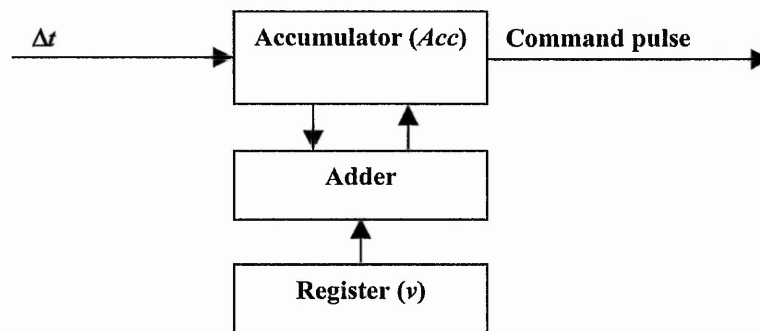 Δt
Accumulator (Acc)
Command pulse
Adder
Register (v)